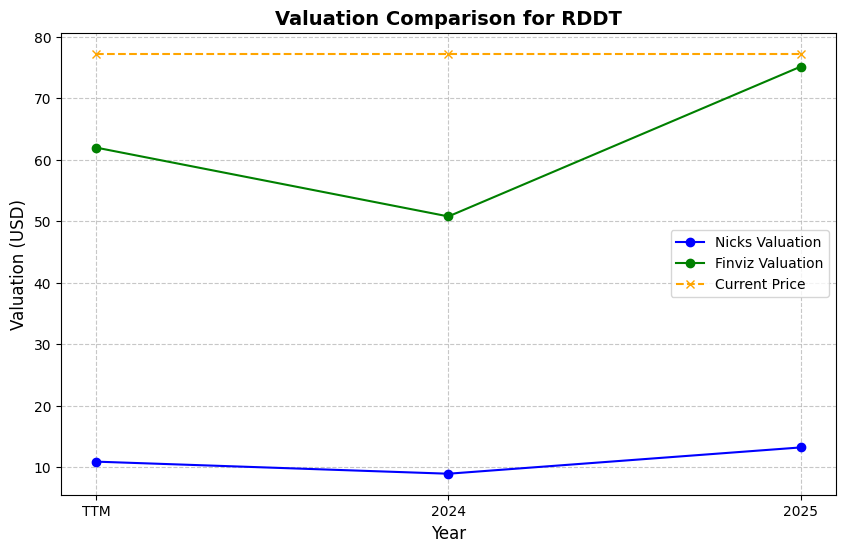 Valuation Comparison for RDDT
Valuation (USD)
80
70
60
50
40
30
20
10
Nicks Valuation
Finviz Valuation
Current Price
TTM
2024
2025
Year